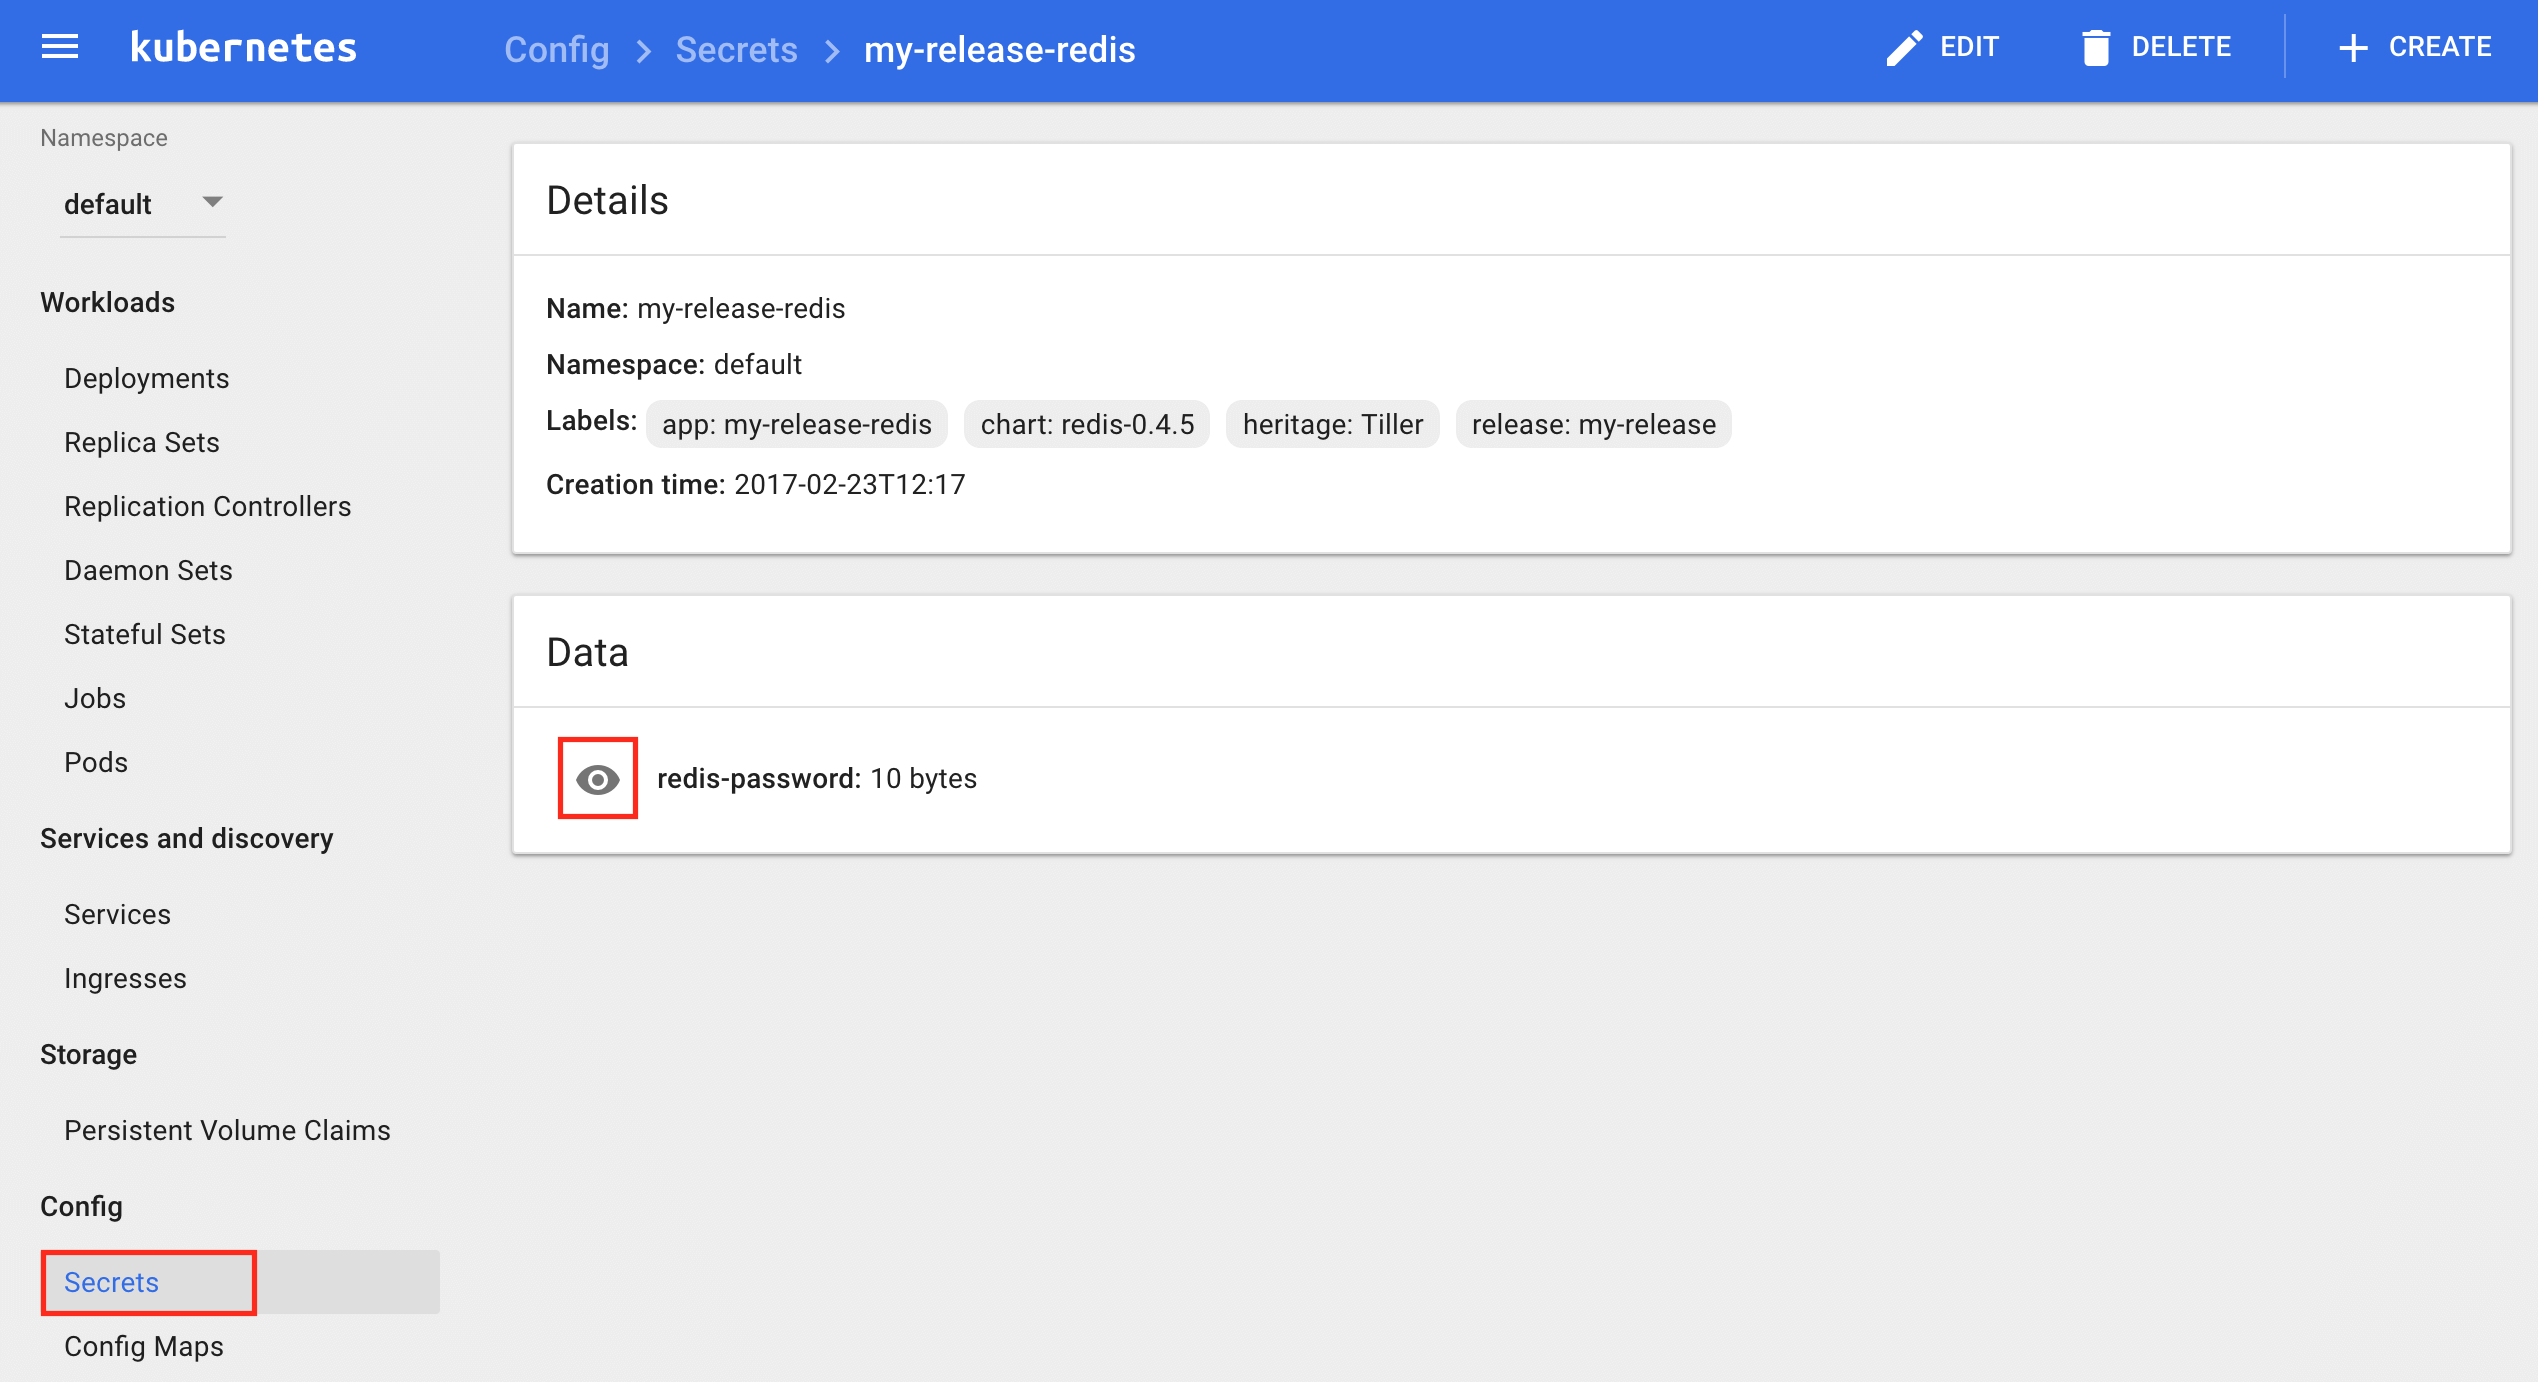 kubernetes
Config > Secrets > my-release-redis
EDIT
DELETE
+ CREATE
Namespace
default
Workloads
Deployments
Replica Sets
Replication Controllers
Daemon Sets
Stateful Sets
Jobs
Pods
Services and discovery
Services
Ingresses
Storage
Persistent Volume Claims
Config
Secrets
Config Maps
Details
Name: my-release-redis
Namespace: default
Labels: app: my-release-redis chart: redis-0.4.5 heritage: Tiller release: my-release
Creation time: 2017-02-23T12:17
Data
redis-password: 10 bytes